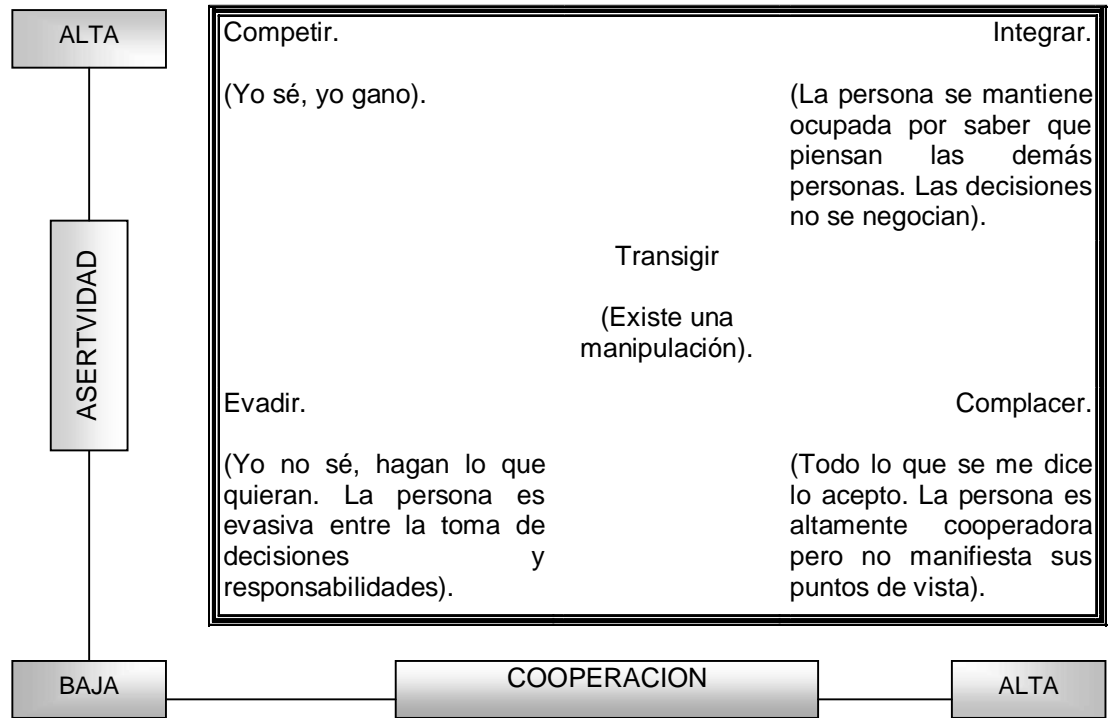 ALTA
Competir.
Integrar.
(Yo sé, yo gano).
(La persona se mantiene
ocupada por saber que
piensan las demás
personas. Las decisiones
no se negocian).
ASERTVIDAD
Transigir
(Existe una
manipulación).
Evadir.
Complacer.
(Yo no sé, hagan lo que
quieran. La persona es
evasiva entre la toma de
decisiones y
responsabilidades).
(Todo lo que se me dice
lo acepto. La persona es
altamente cooperadora
pero no manifiesta sus
puntos de vista).
BAJA
COOPERACION
ALTA